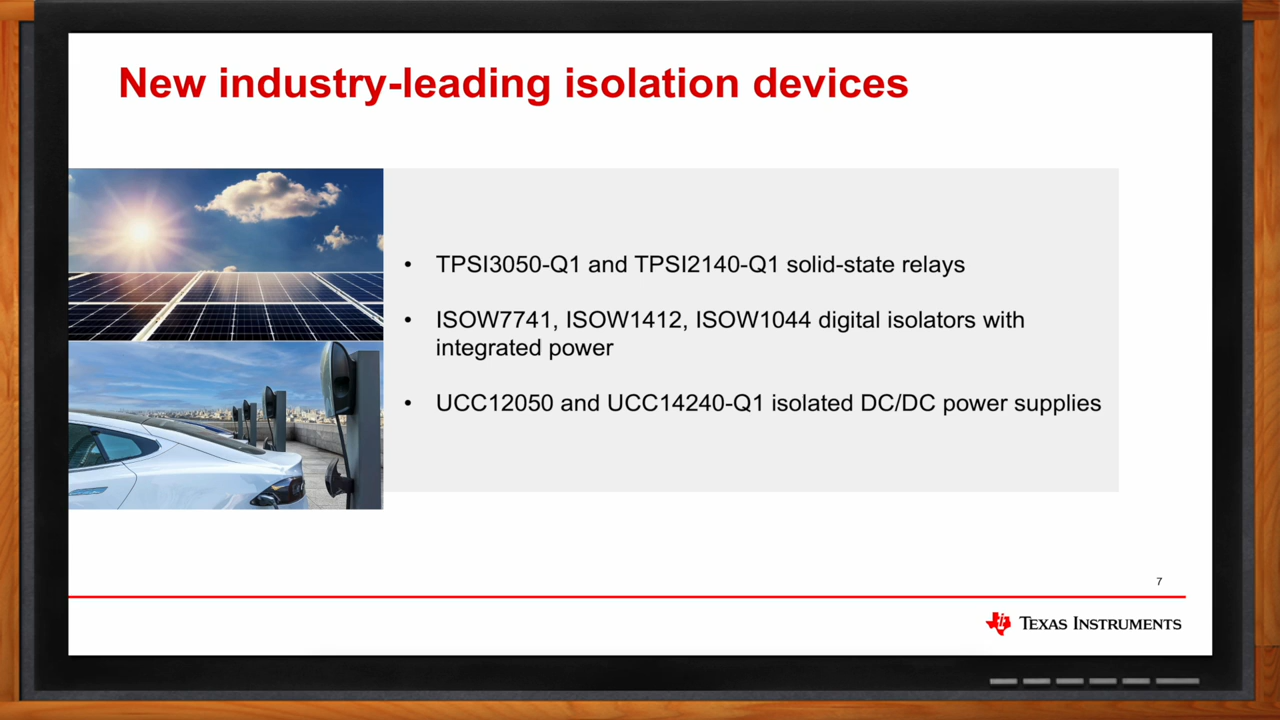 New industry-leading isolation devices
• TPSI3050-Q1 and TPSI2140-Q1 solid-state relays
• ISOW7741, ISOW1412, ISOW1044 digital isolators with
integrated power
• UCC12050 and UCC14240-Q1 isolated DC/DC power supplies
7
TEXAS INSTRUMENTS